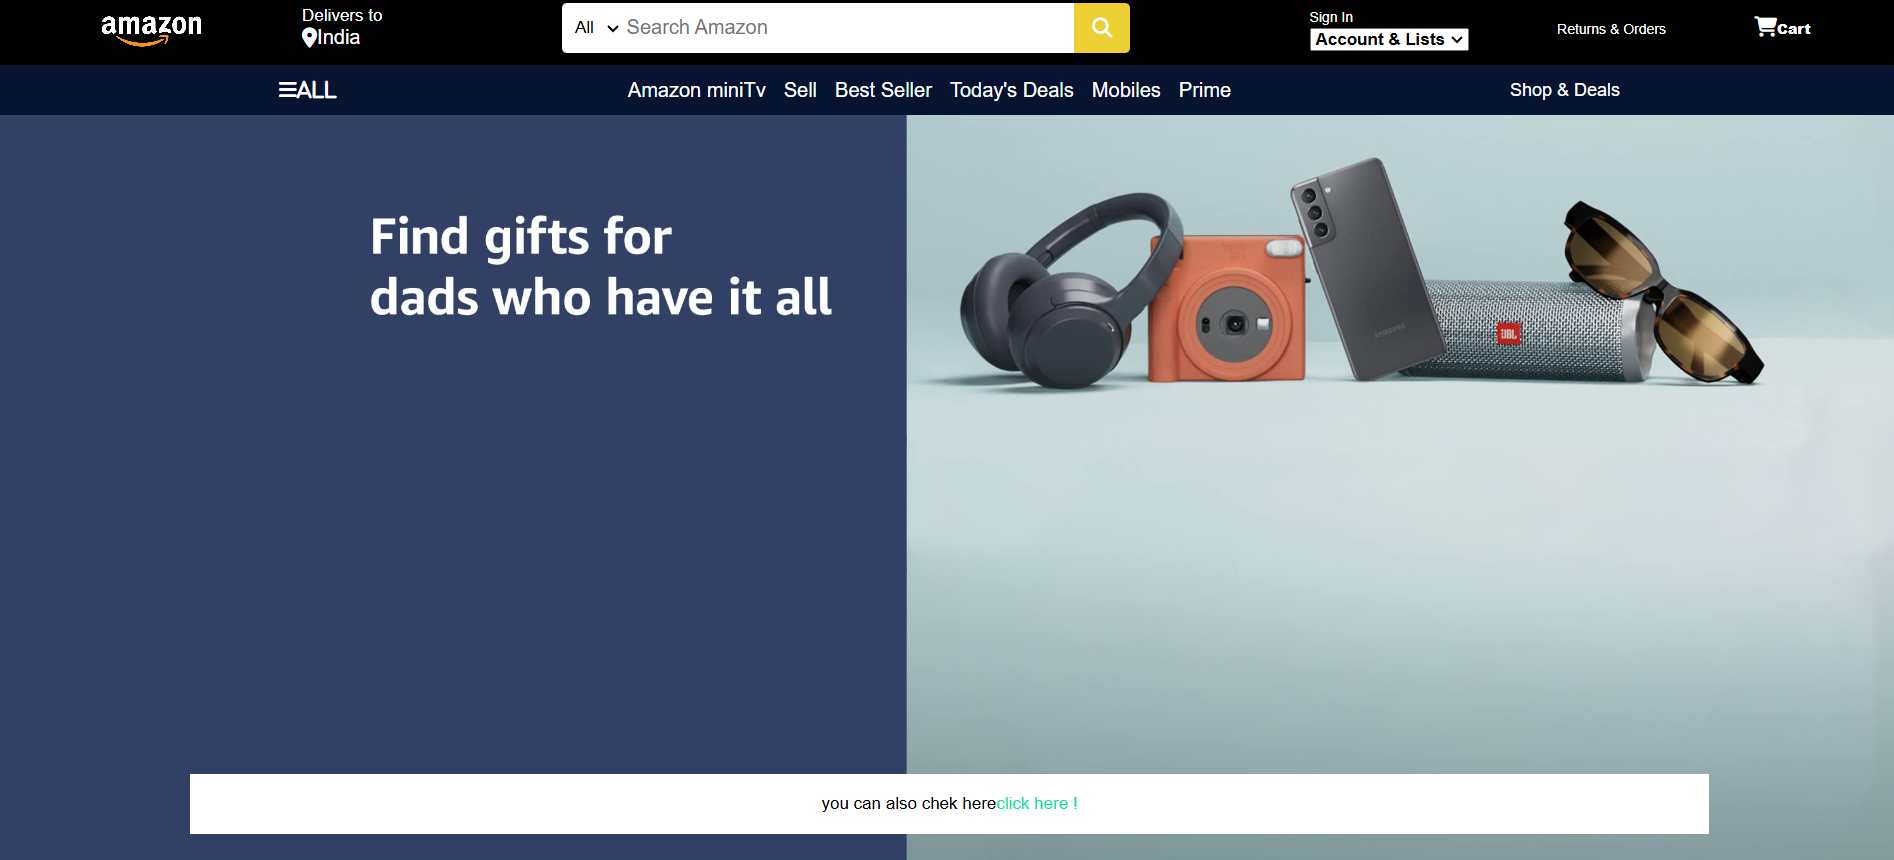 amazon
Delivers to
India
All
Search Amazon
Sign In
Account & Lists
Returns & Orders
Cart
ALL
Amazon miniTv Sell Best Seller Today's Deals Mobiles Prime
Shop & Deals
Find gifts for
dads who have it all
SAMSUNG
JBL
you can also chek hereclick here !